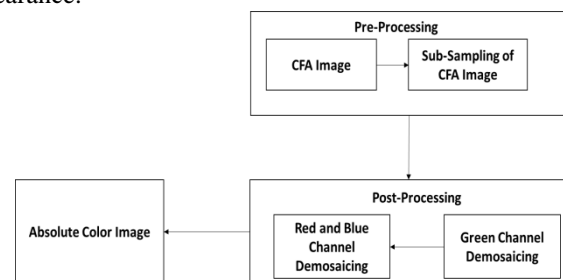 Pre-Processing
CFA Image
Sub-Sampling of
CFA Image
Post-Processing
Absolute Color Image
Red and Blue
Channel
Demosaicing
Green Channel
Demosaicing